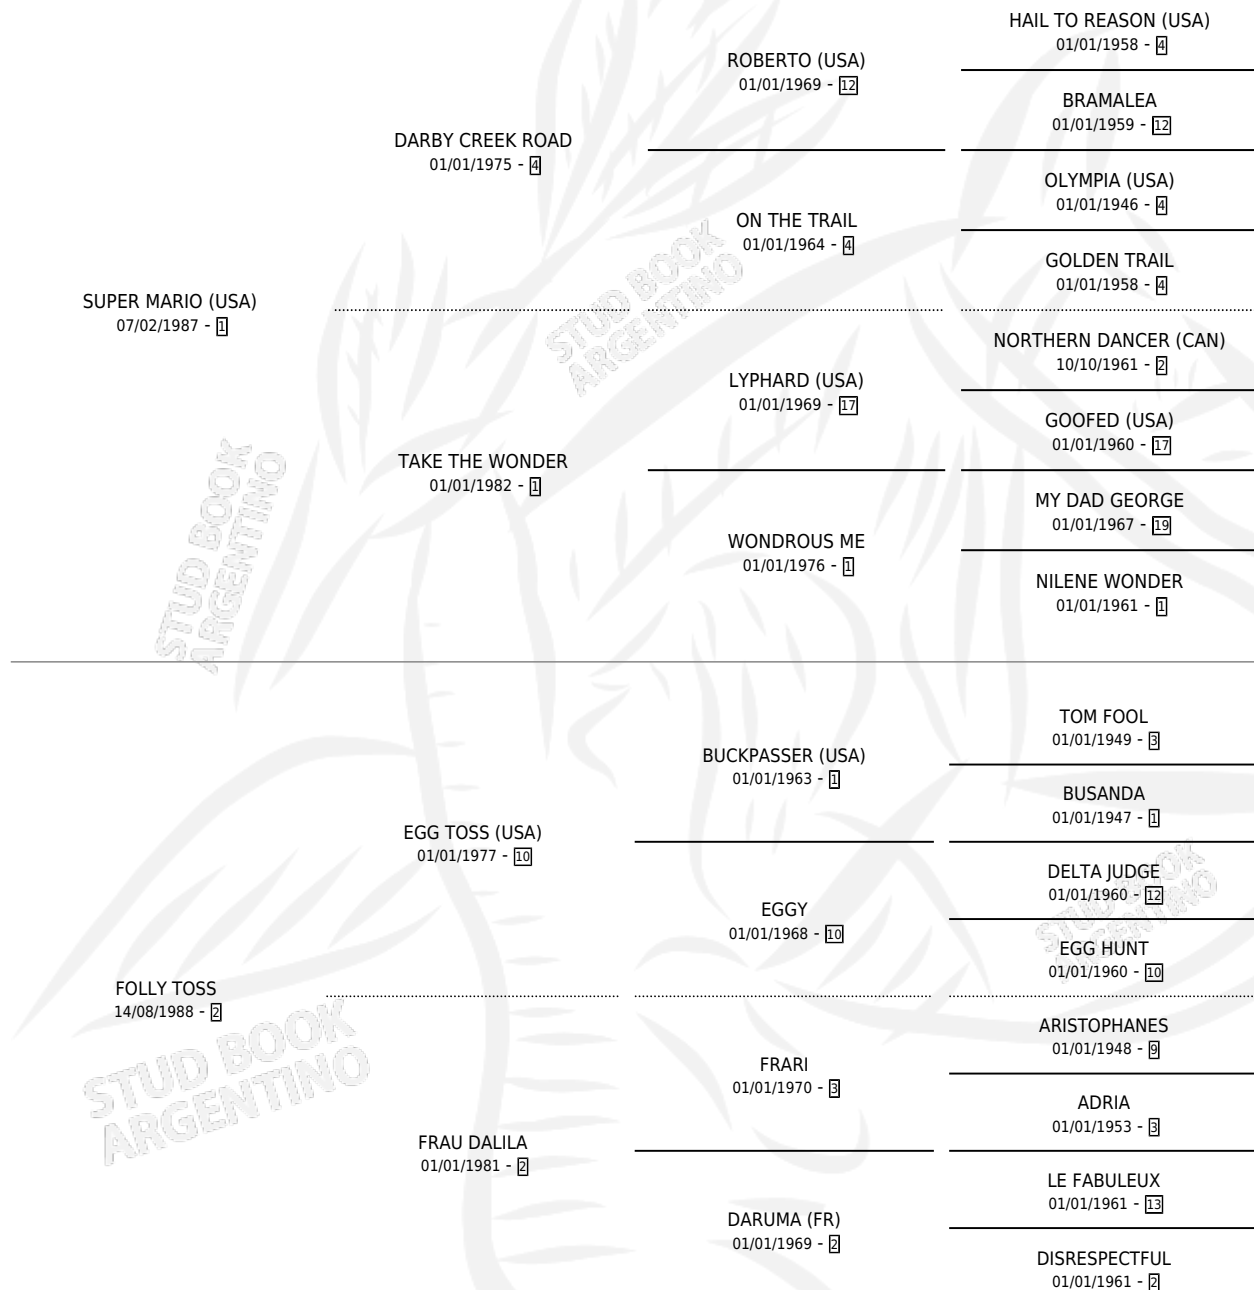 HAIL TO REASON (USA)
01/01/1958 - 4
ROBERTO (USA)
01/01/1969 - 12
BRAMALEA
01/01/1959 - 12
DARBY CREEK ROAD
01/01/1975 - 4
OLYMPIA (USA)
01/01/1946 - 4
ON THE TRAIL
01/01/1964 - 4
GOLDEN TRAIL
01/01/1958 - 4
SUPER MARIO (USA)
07/02/1987 - 1
NORTHERN DANCER (CAN)
10/10/1961 - 2
LYPHARD (USA)
01/01/1969 - 17
GOOFED (USA)
01/01/1960 - 17
TAKE THE WONDER
01/01/1982 - 1
MY DAD GEORGE
01/01/1967 - 19
WONDROUS ME
01/01/1976 - 1
NILENE WONDER
01/01/1961 - 1
TOM FOOL
01/01/1949 - 3
BUCKPASSER (USA)
01/01/1963 - 1
BUSANDA
01/01/1947 - 1
EGG TOSS (USA)
01/01/1977 - 10
DELTA JUDGE
01/01/1960 - 12
EGGY
01/01/1968 - 10
EGG HUNT
01/01/1960 - 10
FOLLY TOSS
14/08/1988 - 2
ARISTOPHANES
01/01/1948 - 9
FRARI
01/01/1970 - 3
ADRIA
01/01/1953 - 3
FRAU DALILA
01/01/1981 - 2
LE FABULEUX
01/01/1961 - 13
DARUMA (FR)
01/01/1969 - 2
DISRESPECTFUL
01/01/1961 - 2
STUD BOOK
ARGENTINO
STUD BOOK
ARGENTINO
STUD BOOK
ARGENTINO
STUD BOOK
ARGENTINO